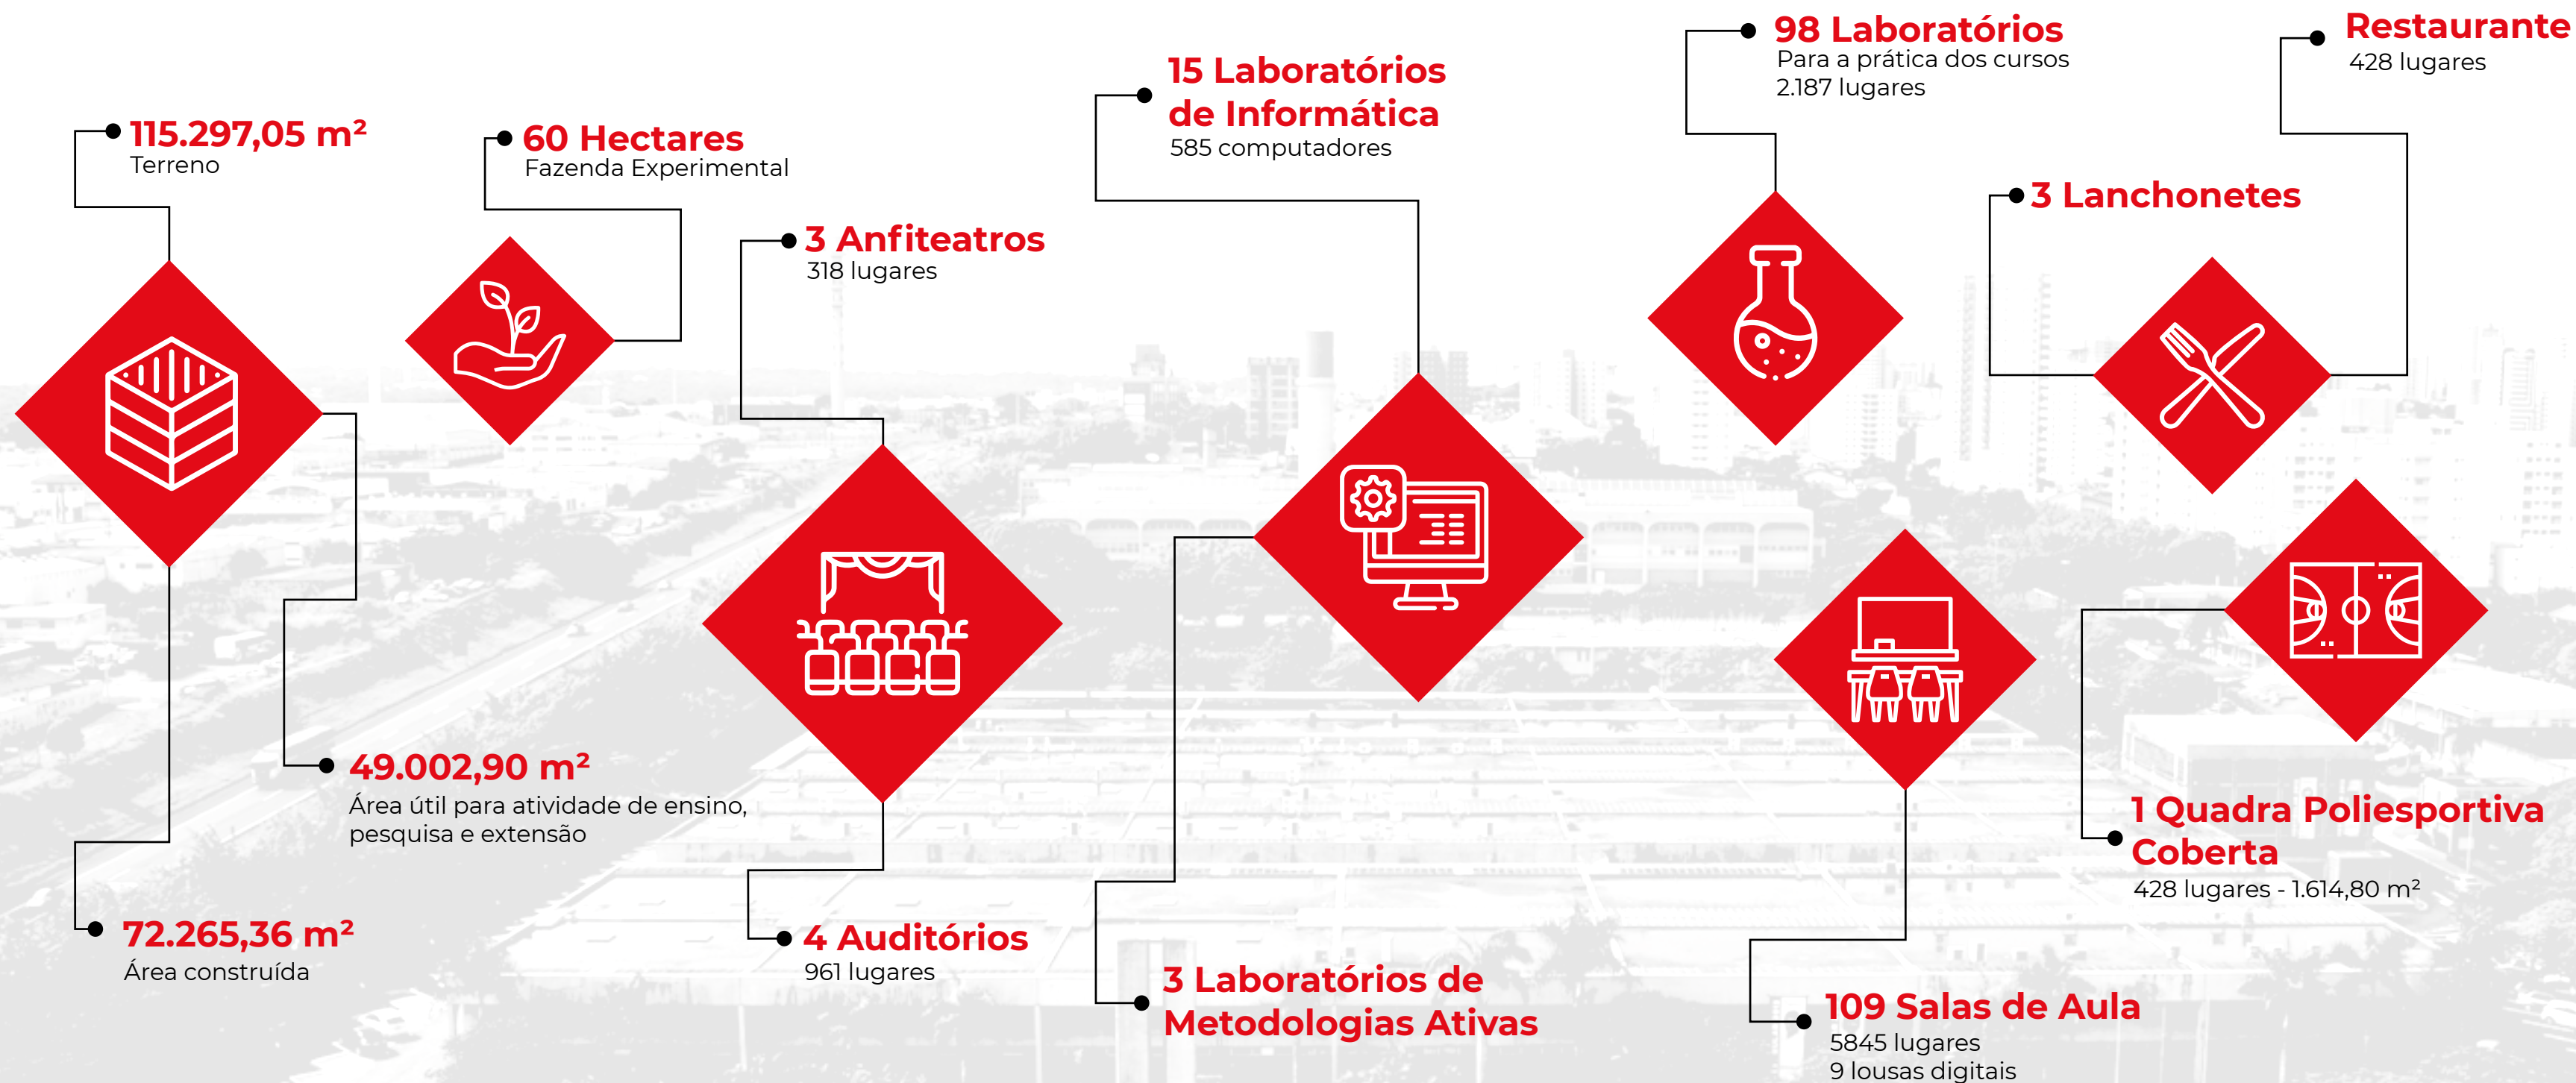 115.297,05 m²
Terreno
49.002,90 m²
Área útil para atividade de ensino,
pesquisa e extensão
72.265,36 m²
Área construída
60 Hectares
Fazenda Experimental
3 Anfiteatros
318 lugares
4 Auditórios
961 lugares
15 Laboratórios
de Informática
585 computadores
3 Laboratórios de
Metodologias Ativas
98 Laboratórios
Para a prática dos cursos
2.187 lugares
3 Lanchonetes
Restaurante
428 lugares
109 Salas de Aula
5845 lugares
9 lousas digitais
1 Quadra Poliesportiva
Coberta
428 lugares - 1.614,80 m²